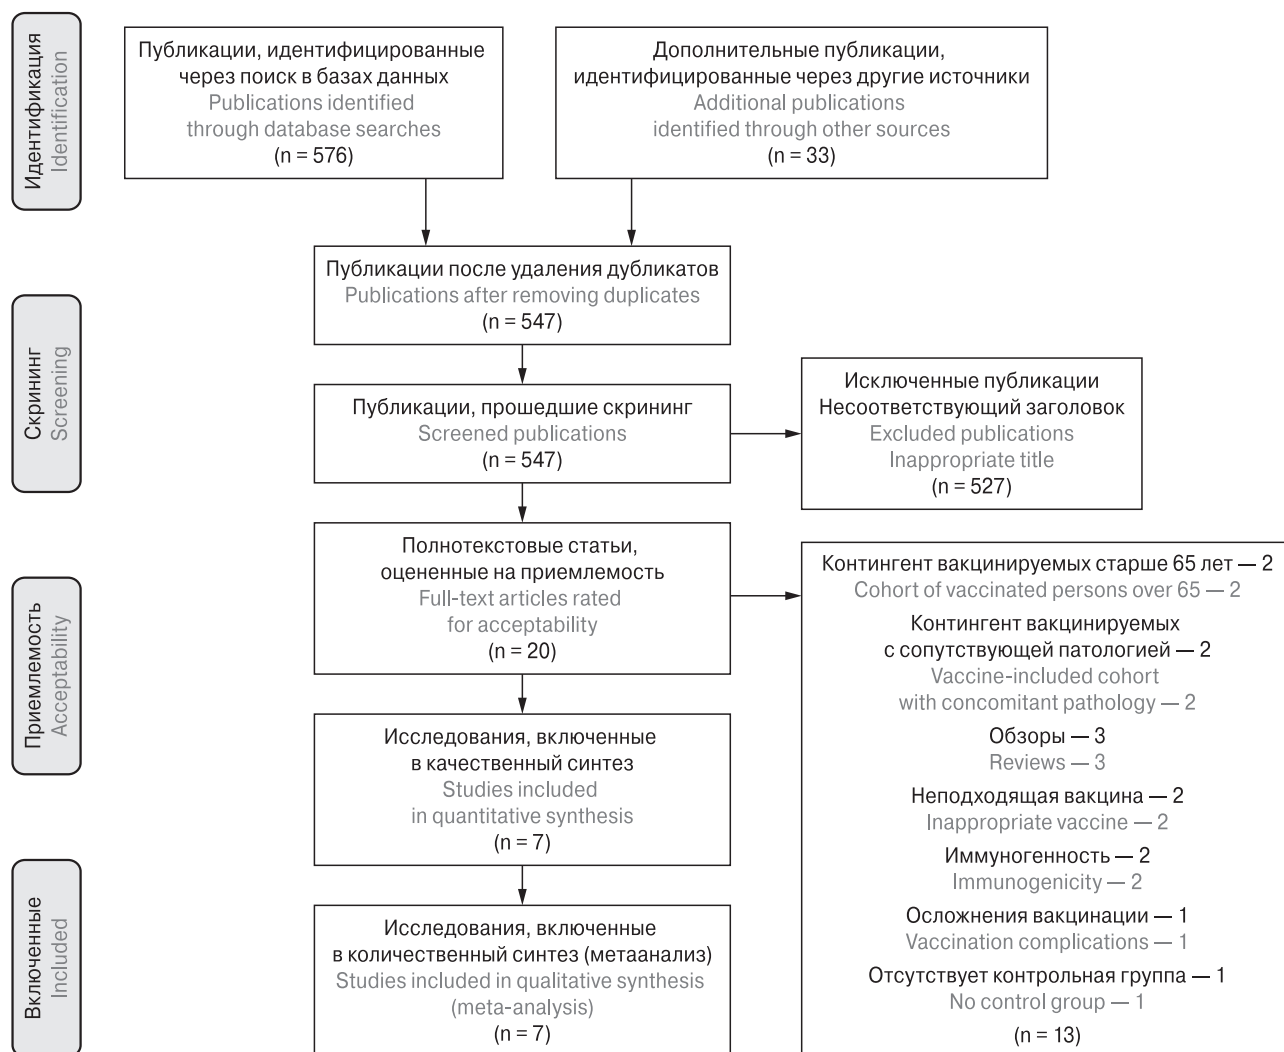 Идентификация
Identification
Публикации, идентифицированные
через поиск в базах данных
Publications identified
through database searches
(n = 576)
Дополнительные публикации,
идентифицированные через другие источники
Additional publications
identified through other sources
(n = 33)
Публикации после удаления дубликатов
Publications after removing duplicates
(n = 547)
Скрининг
Screening
Публикации, прошедшие скрининг
Screened publications
(n = 547)
Исключенные публикации
Несоответствующий заголовок
Excluded publications
Inappropriate title
(n = 527)
Приемлемость
Acceptability
Полнотекстовые статьи,
оцененные на приемлемость
Full-text articles rated
for acceptability
(n = 20)
Контингент вакцинируемых старше 65 лет — 2
Cohort of vaccinated persons over 65 — 2
Контингент вакцинируемых
с сопутствующей патологией — 2
Vaccine-included cohort
with concomitant pathology — 2
Обзоры — 3
Reviews — 3
Неподходящая вакцина — 2
Inappropriate vaccine — 2
Иммуногенность — 2
Immunogenicity — 2
Осложнения вакцинации — 1
Vaccination complications — 1
Отсутствует контрольная группа — 1
No control group — 1
(n = 13)
Исследования, включенные
в качественный синтез
Studies included
in quantitative synthesis
(n = 7)
Включенные
Included
Исследования, включенные
в количественный синтез (метаанализ)
Studies included in qualitative synthesis
(meta-analysis)
(n = 7)